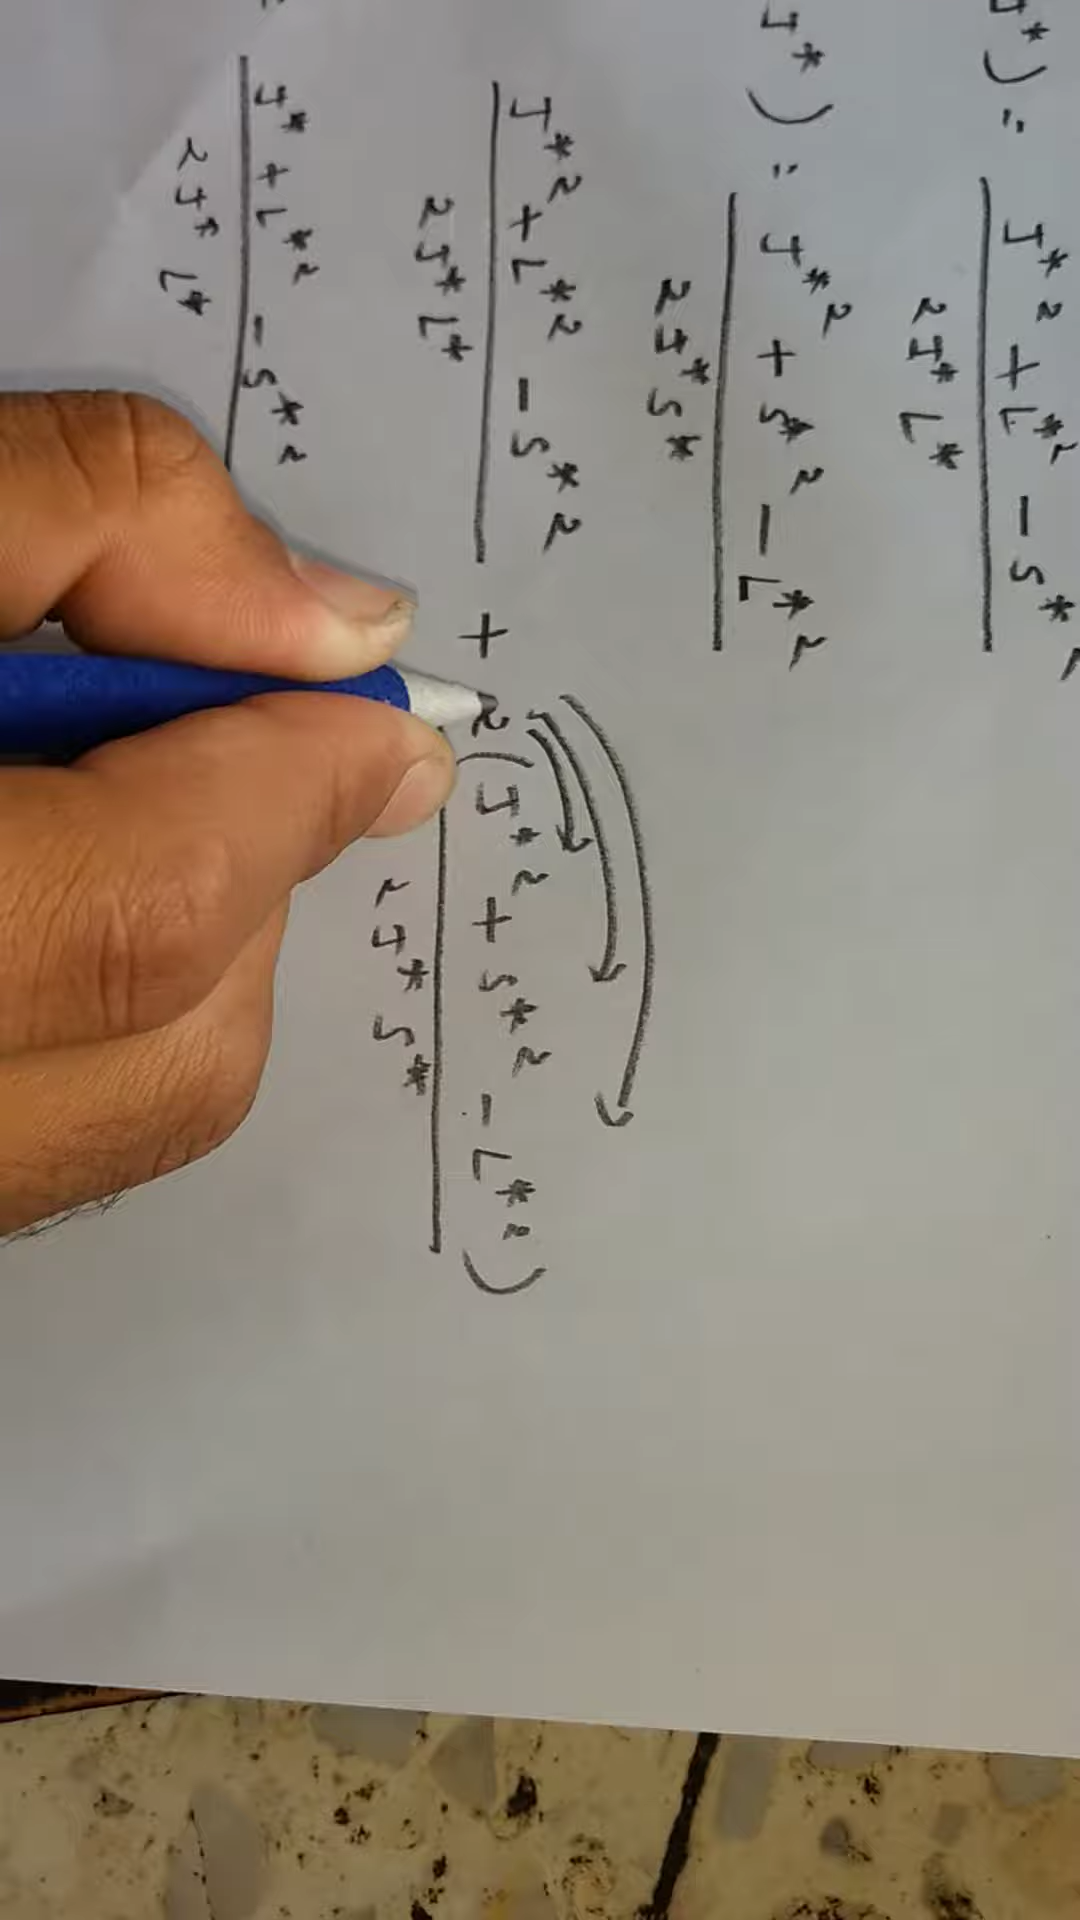 J*) = J*2 + L*2 - S*2
2J* L*
J*) = J*2 + S*2 - L*2
2J* S*
J*2 + L*2 - S*2 + 2 (J*2 + S*2 - L*2)
2J* L* 2J* S*
J* + L*2 - S*2
2J* L*